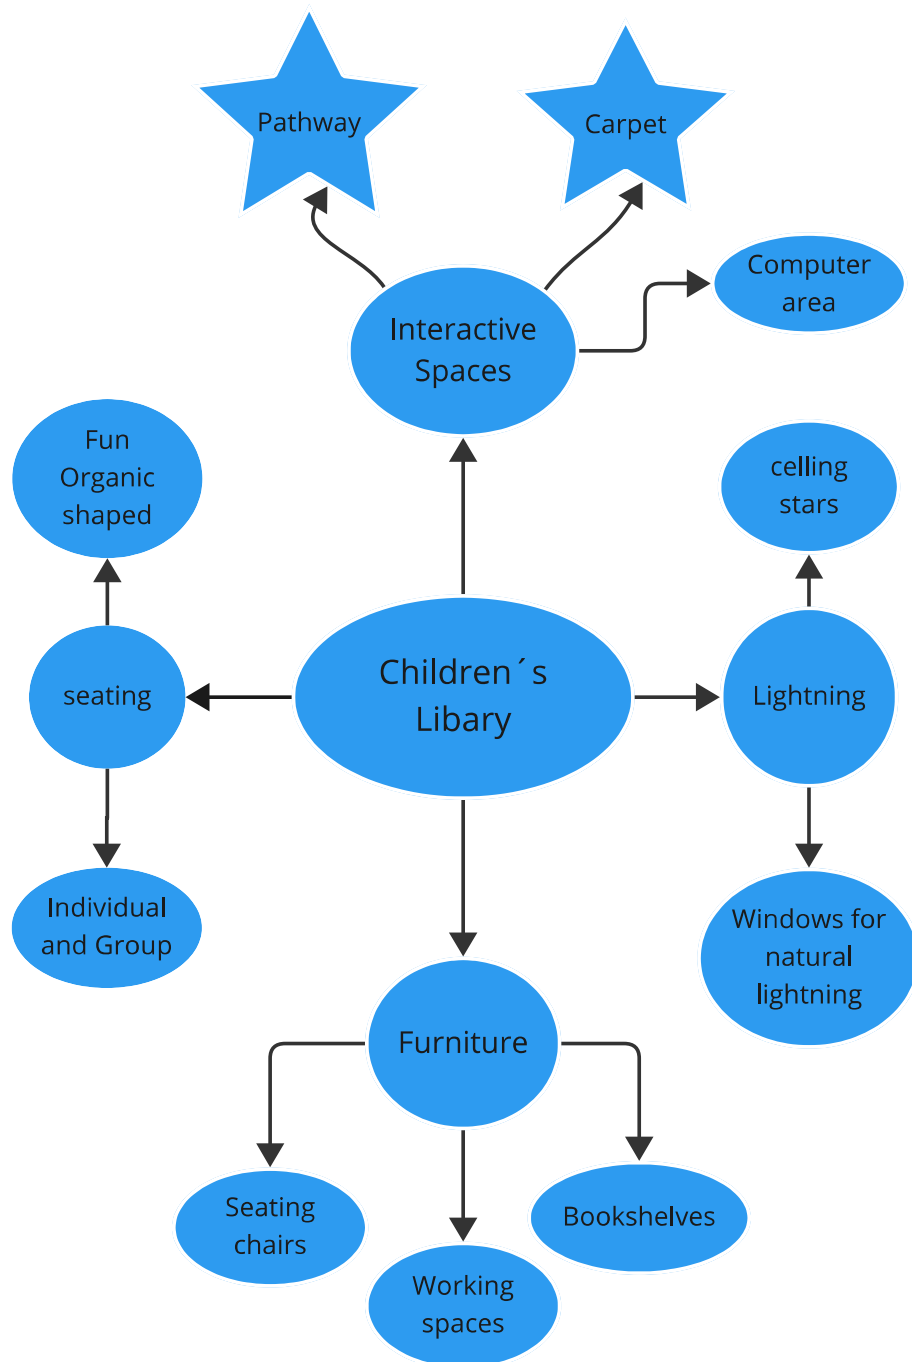 Pathway
Carpet
Computer
area
Interactive
Spaces
Fun
Organic
shaped
celling
stars
seating
Children´s
Libary
Lightning
Individual
and Group
Windows for
natural
lightning
Furniture
Seating
chairs
Bookshelves
Working
spaces